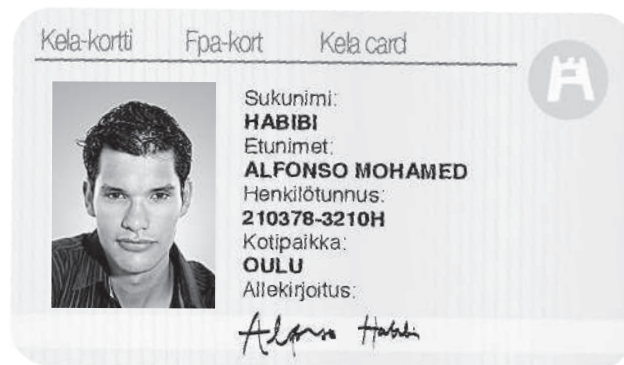 Kela-kortti Fpa-kort Kela card
Sukunimi:
HABIBI
Etunimet:
ALFONSO MOHAMED
Henkilötunnus:
210378-3210H
Kotipaikka:
OULU
Allekirjoitus:
Alfonso Habibi